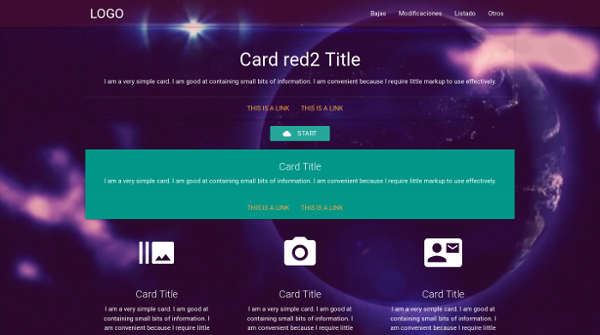 LOGO Bajas Modificaciones Listado Otros
Card red2 Title
I am a very simple card. I am good at containing small bits of information. I am convenient because I require little markup to use effectively.
THIS IS A LINK THIS IS A LINK
START
Card Title
I am a very simple card. I am good at containing small bits of information. I am convenient because I require little markup to use effectively.
THIS IS A LINK THIS IS A LINK
Card Title
I am a very simple card. I am good at
containing small bits of information. I
am convenient because I require little
Card Title
I am a very simple card. I am good at
containing small bits of information. I
am convenient because I require little
Card Title
I am a very simple card. I am good at
containing small bits of information. I
am convenient because I require little